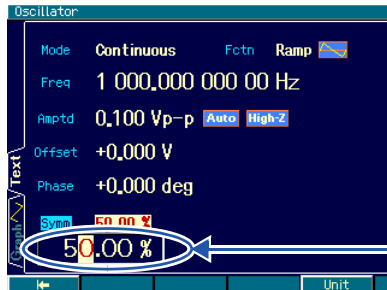 Oscillator
Mode Continuous Fctn Ramp
Freq 1 000.000 000 00 Hz
Amptd 0.100 Vp-p Auto High-Z
Offset +0.000 V
Phase +0.000 deg
Symm 50.00 %
50.00 %
Text
Graph
Unit